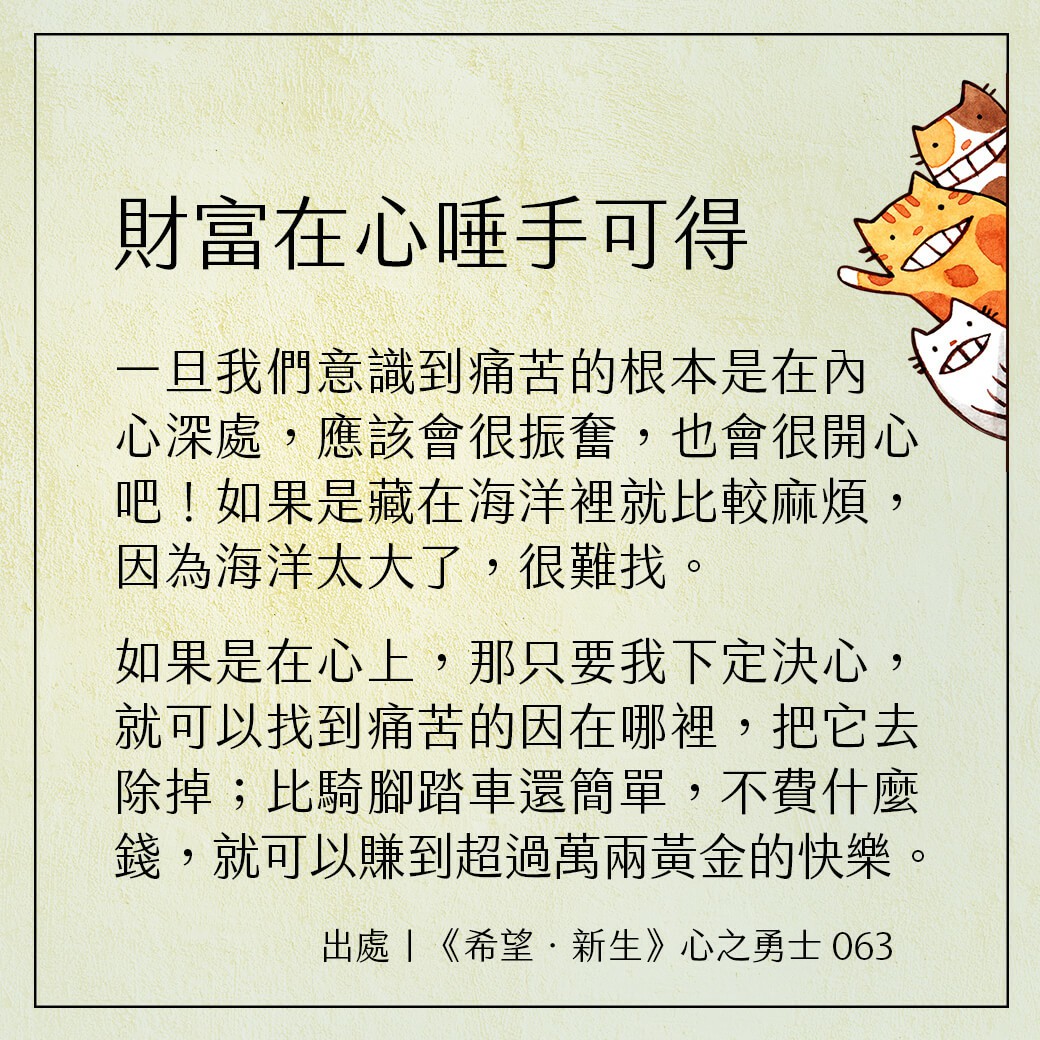 財富在心唾手可得
一旦我們意識到痛苦的根本是在內
心深處，應該會很振奮，也會很開心
吧！如果是藏在海洋裡就比較麻煩，
因為海洋太大了，很難找。
如果是在心上，那只要我下定決心，
就可以找到痛苦的因在哪裡，把它去
除掉；比騎腳踏車還簡單，不費什麼
錢，就可以賺到超過萬兩黃金的快樂。
出處｜《希望．新生》心之勇士 063